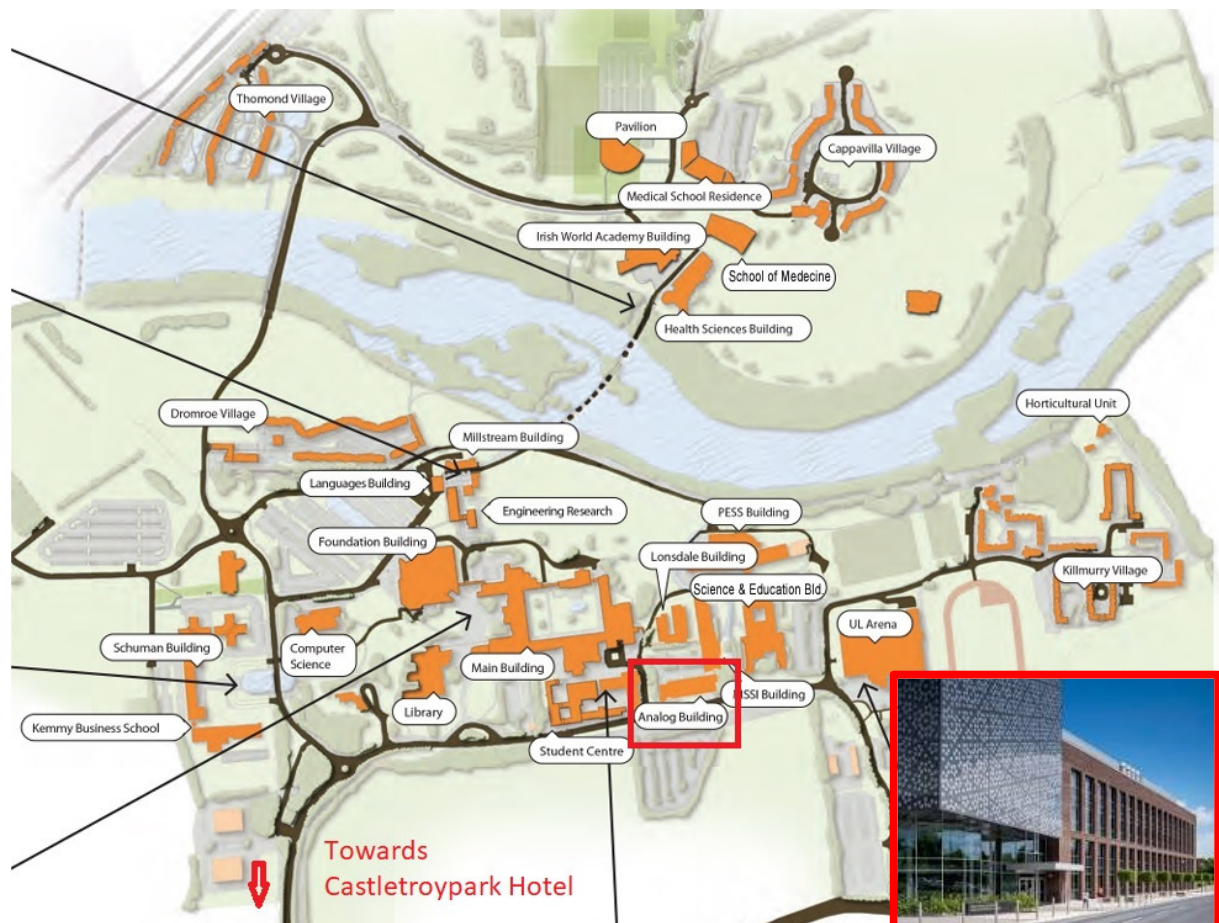 Thomond Village
Pavilion
Cappavilla Village
Medical School Residence
Irish World Academy Building
School of Medecine
Health Sciences Building
Horticultural Unit
Dromroe Village
Millstream Building
Languages Building
Engineering Research
PESS Building
Foundation Building
Lonsdale Building
Science & Education Bld.
Killmurry Village
UL Arena
Schuman Building
Computer
Science
Main Building
MSSI Building
Library
Analog Building
Kemmy Business School
Student Centre
Towards
Castletroypark Hotel